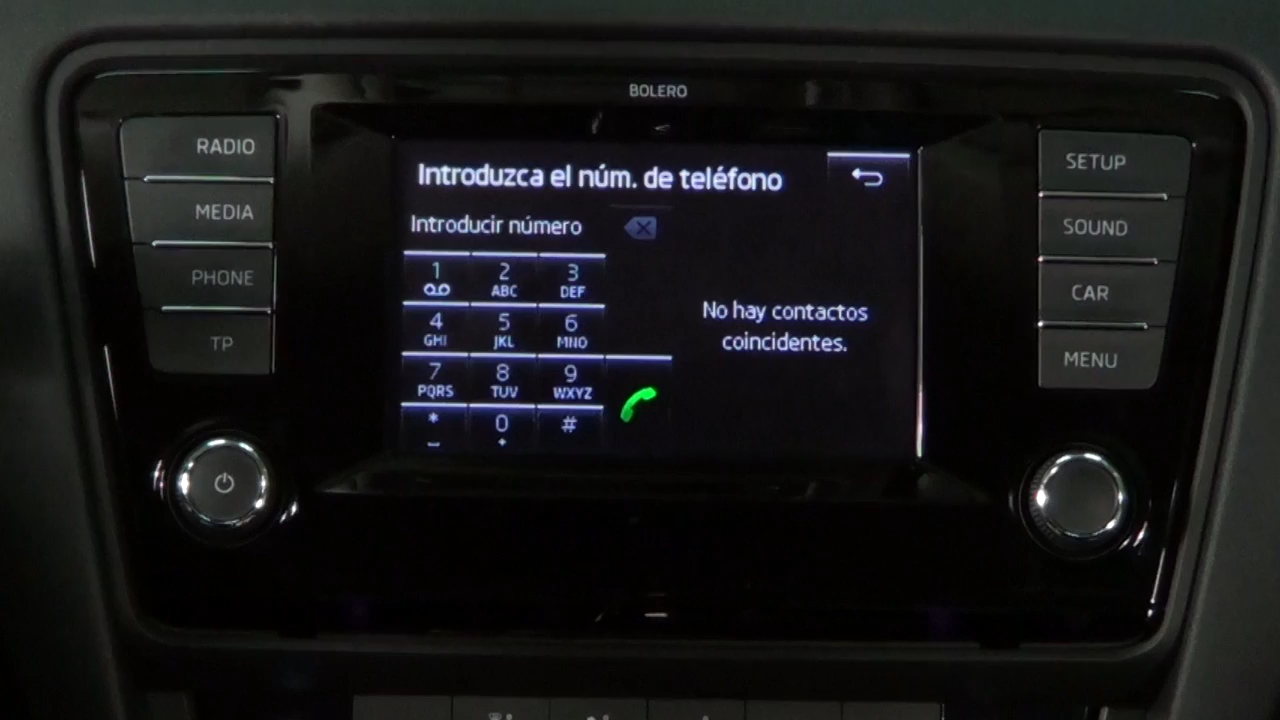 BOLERO
RADIO
MEDIA
PHONE
TP
Introduzca el núm. de teléfono
Introducir número
1 2 3
ABC DEF
4 5 6
GHI JKL MNO
7 8 9
PQRS TUV WXYZ
* 0 #
+
No hay contactos
coincidentes.
SETUP
SOUND
CAR
MENU